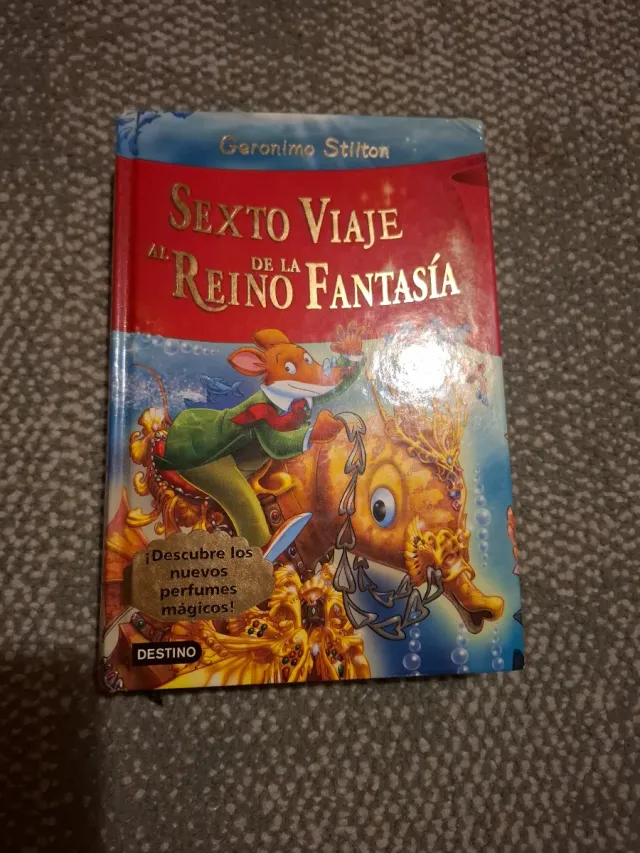 Geronimo Stilton
SEXTO VIAJE
AL REINO DE LA FANTASÍA
¡Descubre los
nuevos
perfumes
mágicos!
DESTINO